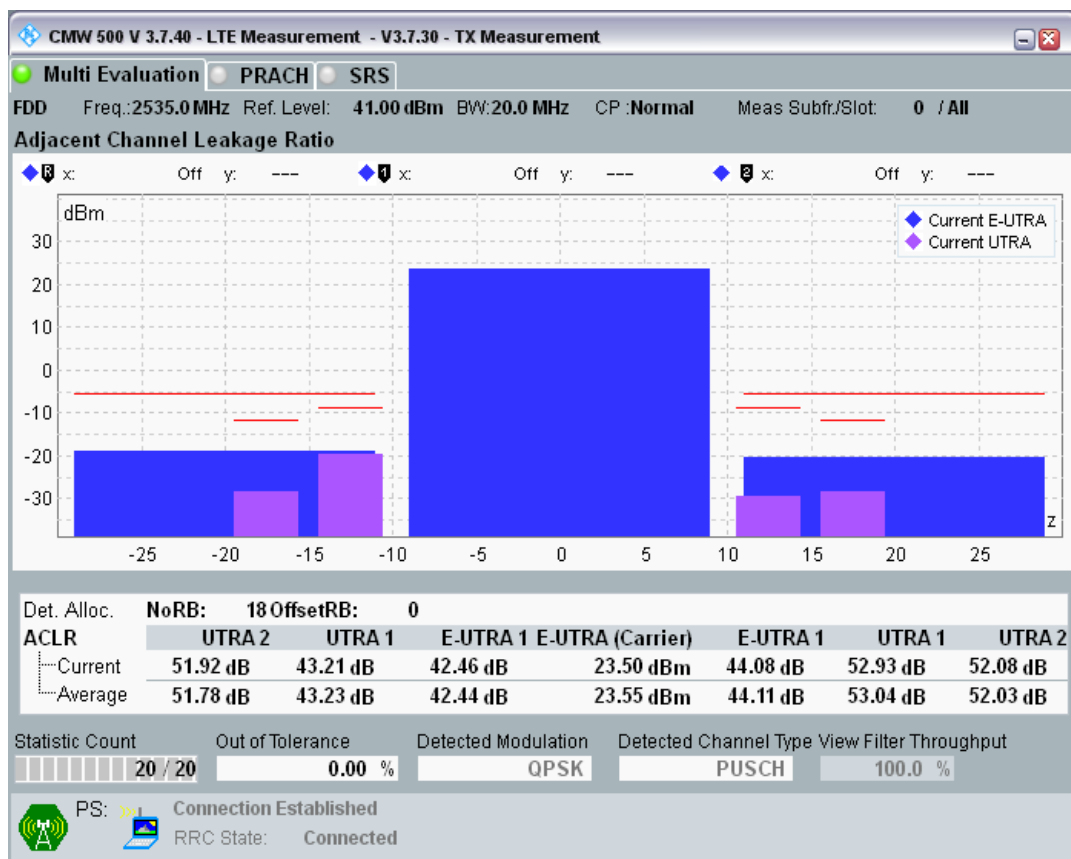 CMW 500 V 3.7.40 - LTE Measurement - V3.7.30 - TX Measurement
Multi Evaluation PRACH SRS
FDD Freq.:2535.0 MHz Ref. Level: 41.00 dBm BW:20.0 MHz CP :Normal Meas Subfr./Slot: 0 / All
Adjacent Channel Leakage Ratio
R x: Off y: --- 1 x: Off y: --- 2 x: Off y: ---
dBm
Current E-UTRA
Current UTRA
30
20
10
0
-10
-20
-30
z
-25 -20 -15 -10 -5 0 5 10 15 20 25
Det. Alloc. NoRB: 18 OffsetRB: 0
ACLR UTRA 2 UTRA 1 E-UTRA 1 E-UTRA (Carrier) E-UTRA 1 UTRA 1 UTRA 2
Current 51.92 dB 43.21 dB 42.46 dB 23.50 dBm 44.08 dB 52.93 dB 52.08 dB
Average 51.78 dB 43.23 dB 42.44 dB 23.55 dBm 44.11 dB 53.04 dB 52.03 dB
Statistic Count Out of Tolerance Detected Modulation Detected Channel Type View Filter Throughput
20 / 20 0.00 % QPSK PUSCH 100.0 %
PS: Connection Established
RRC State: Connected